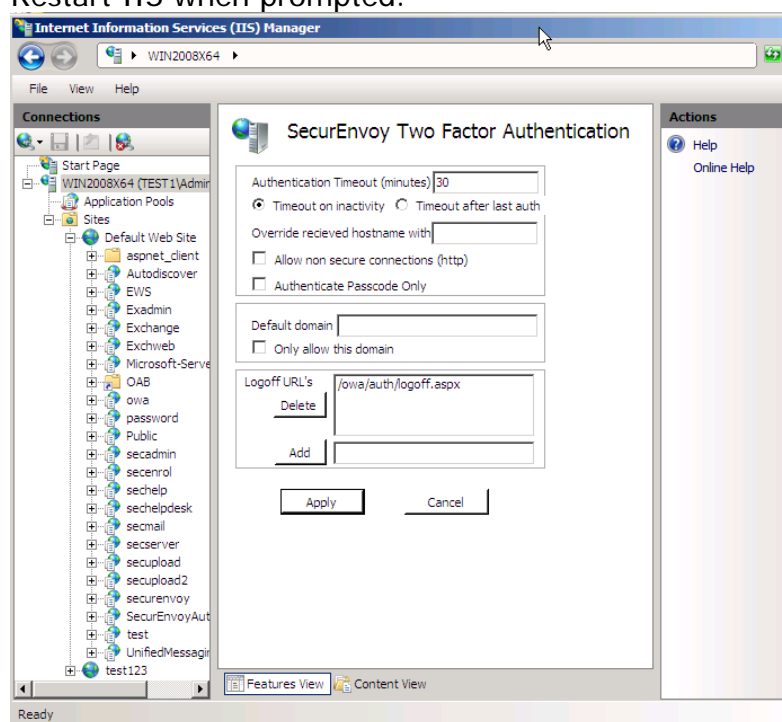 Restart IIS when prompted.
Internet Information Services (IIS) Manager
WIN2008X64
File View Help
Connections
Start Page
WIN2008X64 (TEST1\Admir
Application Pools
Sites
Default Web Site
aspnet_client
Autodiscover
EWS
Exadmin
Exchange
Exchweb
Microsoft-Serve
OAB
owa
password
Public
secadmin
secenrol
sechelp
sechelpdesk
secmail
secserver
secupload
secupload2
securenvoy
SecurEnvoyAut
test
UnifiedMessagir
test123
SecurEnvoy Two Factor Authentication
Authentication Timeout (minutes) 30
Timeout on inactivity Timeout after last auth
Override recieved hostname with
Allow non secure connections (http)
Authenticate Passcode Only
Default domain
Only allow this domain
Logoff URL's /owa/auth/logoff.aspx
Delete
Add
Apply Cancel
Features View Content View
Actions
Help
Online Help
Ready